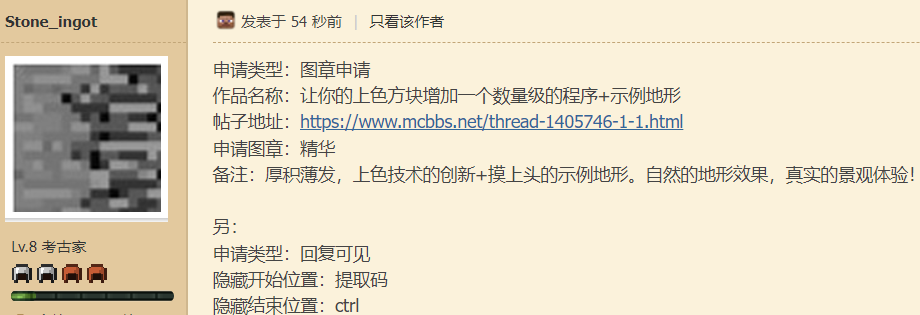 Stone_ingot
发表于 54 秒前 | 只看该作者
申请类型：图章申请
作品名称：让你的上色方块增加一个数量级的程序+示例地形
帖子地址：https://www.mcbbs.net/thread-1405746-1-1.html
申请图章：精华
备注：厚积薄发，上色技术的创新+摸上头的示例地形。自然的地形效果，真实的景观体验！
另：
申请类型：回复可见
隐藏开始位置：提取码
隐藏结束位置：ctrl
Lv.8 考古家